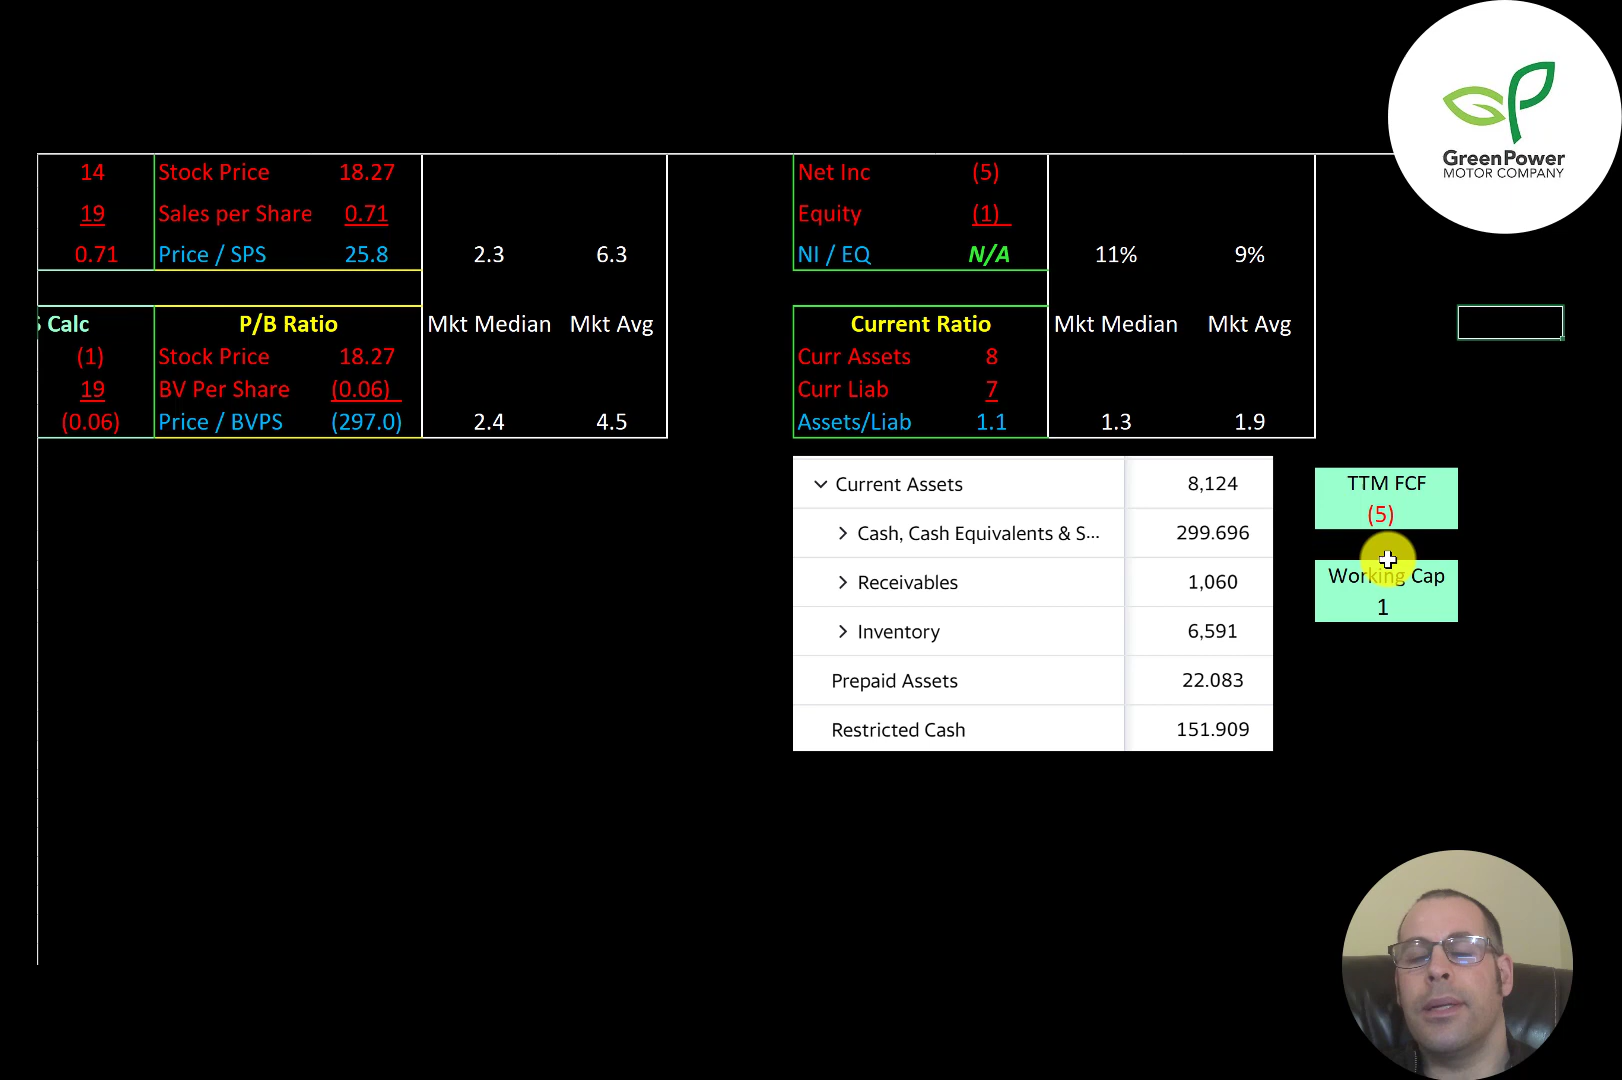 GreenPower
MOTOR COMPANY
14 Stock Price 18.27 Net Inc (5)
19 Sales per Share 0.71 Equity (1)
0.71 Price / SPS 25.8 2.3 6.3 NI / EQ N/A 11% 9%
Calc P/B Ratio Mkt Median Mkt Avg Current Ratio Mkt Median Mkt Avg
(1) Stock Price 18.27 Curr Assets 8
19 BV Per Share (0.06) Curr Liab 7
(0.06) Price / BVPS (297.0) 2.4 4.5 Assets/Liab 1.1 1.3 1.9
Current Assets 8,124
Cash, Cash Equivalents & S... 299.696
Receivables 1,060
Inventory 6,591
Prepaid Assets 22.083
Restricted Cash 151.909
TTM FCF
(5)
Working Cap
1